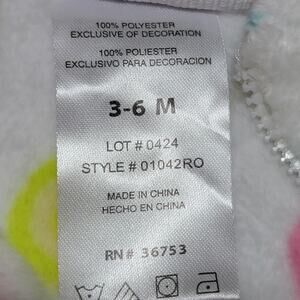 100% POLYESTER
EXCLUSIVE OF DECORATION
100% POLIESTER
EXCLUSIVO PARA DECORACION
3-6 M
LOT # 0424
STYLE # 01042RO
MADE IN CHINA
HECHO EN CHINA
RN# 36753